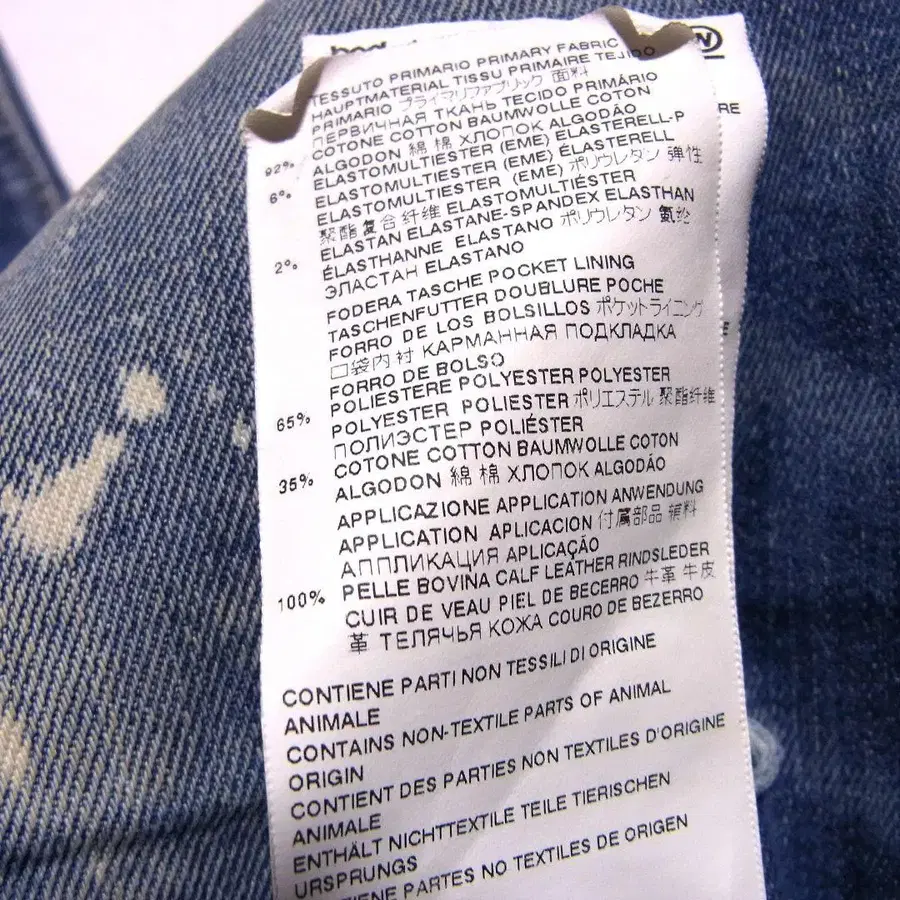 TESSUTO PRIMARIO PRIMARY FABRIC
HAUPTMATERIAL TISSU PRIMAIRE TEJIDO
PRIMARIO プライマリファブリック 面料
ПЕРВИЧНАЯ ТКАНЬ TECIDO PRIMÁRIO
92% COTONE COTTON BAUMWOLLE COTON
ALGODON 綿 棉 ХЛОПОК ALGODÃO
6% ELASTOMULTIESTER (EME) ELASTERELL-P
ELASTOMULTIESTER (EME) ÉLASTERELL
ELASTOMULTIESTER (EME) ポリウレタン 弾性
聚酯复合纤维 ELASTOMULTIÉSTER
2% ELASTAN ELASTANE-SPANDEX ELASTHAN
ÉLASTHANNE ELASTANO ポリウレタン 氨纶
ЭЛАСТАН ELASTANO
FODERA TASCHE POCKET LINING
TASCHENFUTTER DOUBLURE POCHE
FORRO DE LOS BOLSILLOS ポケットライニング
口袋内衬 КАРМАННАЯ ПОДКЛАДКА
FORRO DE BOLSO
65% POLIESTERE POLYESTER POLYESTER
POLYESTER POLIESTER ポリエステル 聚酯纤维
ПОЛИЭСТЕР POLIÉSTER
35% COTONE COTTON BAUMWOLLE COTON
ALGODON 綿 棉 ХЛОПОК ALGODÃO
APPLICAZIONE APPLICATION ANWENDUNG
APPLICATION APLICACION 付属部品 辅料
АППЛИКАЦИЯ APLICAÇÃO
100% PELLE BOVINA CALF LEATHER RINDSLEDER
CUIR DE VEAU PIEL DE BECERRO 牛革 牛皮
革 ТЕЛЯЧЬЯ КОЖА COURO DE BEZERRO
CONTIENE PARTI NON TESSILI DI ORIGINE
ANIMALE
CONTAINS NON-TEXTILE PARTS OF ANIMAL
ORIGIN
CONTIENT DES PARTIES NON TEXTILES D'ORIGINE
ANIMALE
ENTHÄLT NICHTTEXTILE TEILE TIERISCHEN
URSPRUNGS
PARTES NO TEXTILES DE ORIGEN